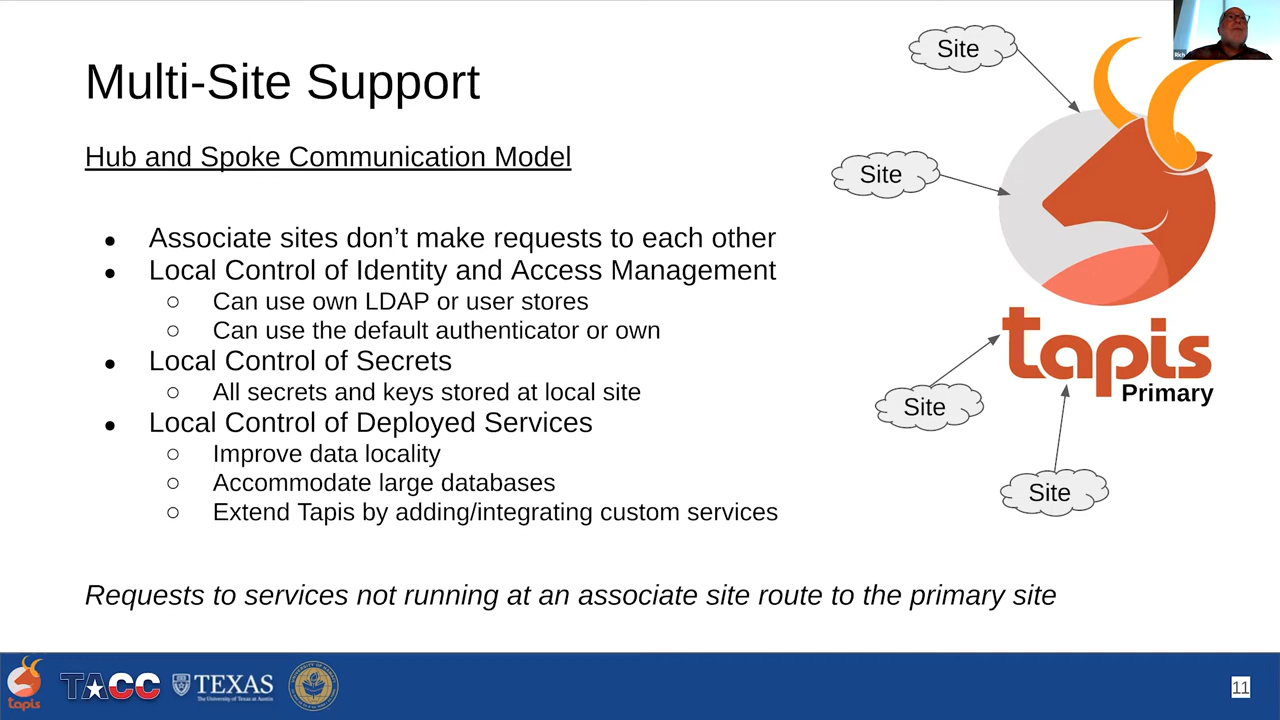 Multi-Site Support
Hub and Spoke Communication Model
● Associate sites don’t make requests to each other
● Local Control of Identity and Access Management
○ Can use own LDAP or user stores
○ Can use the default authenticator or own
● Local Control of Secrets
○ All secrets and keys stored at local site
● Local Control of Deployed Services
○ Improve data locality
○ Accommodate large databases
○ Extend Tapis by adding/integrating custom services
Requests to services not running at an associate site route to the primary site
Site
Site
Site
Site
tapis
Primary
Rich
tapis
TACC
TEXAS
The University of Texas at Austin
11